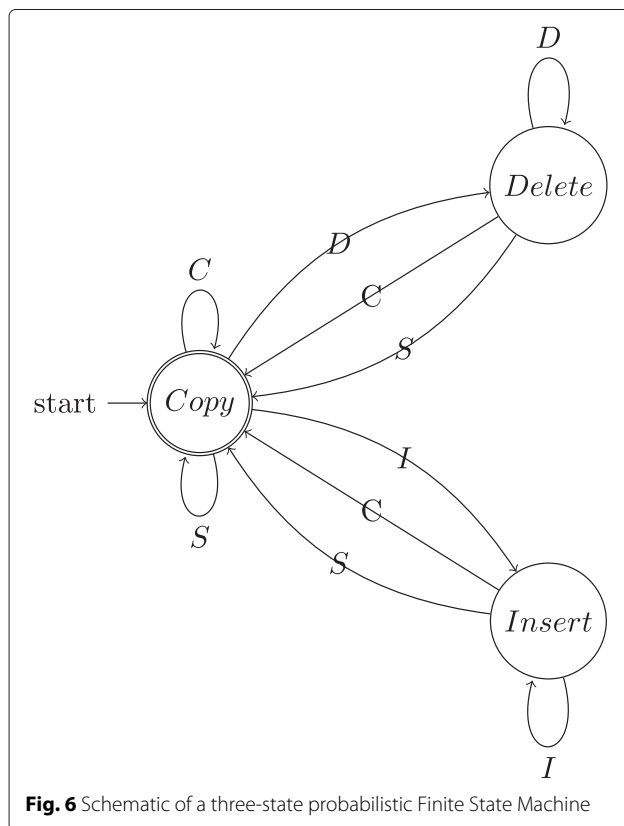 D
Delete
D
C
C
S
start
Copy
I
C
S
S
Insert
I
Fig. 6 Schematic of a three-state probabilistic Finite State Machine